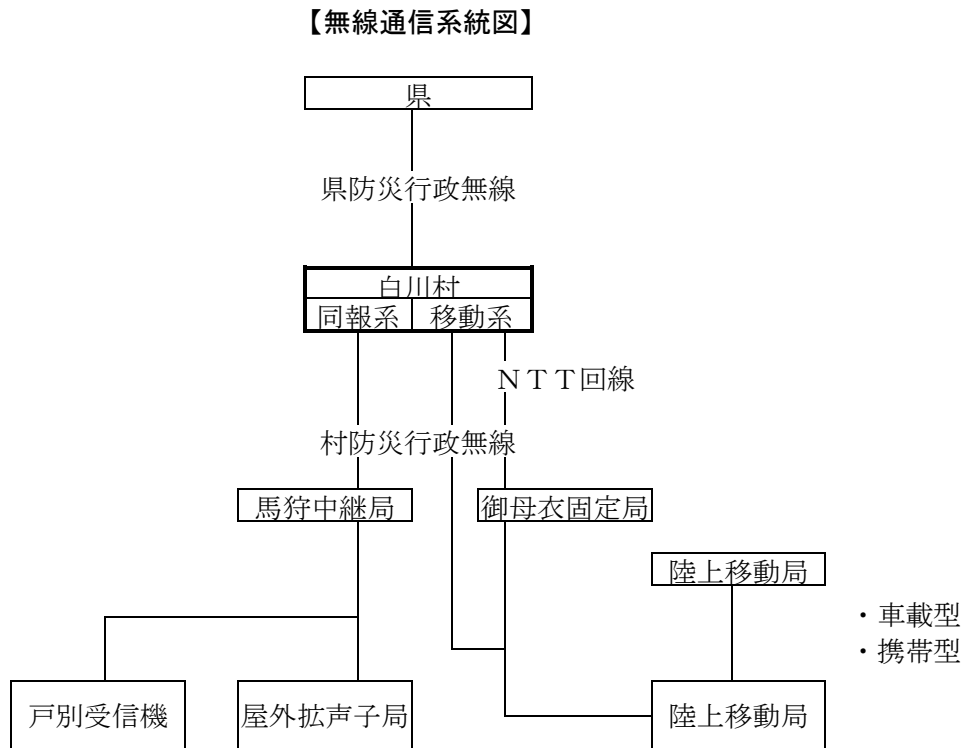 【無線通信系統図】
県
県防災行政無線
白川村
同報系 移動系
ＮＴＴ回線
村防災行政無線
馬狩中継局 御母衣固定局
陸上移動局
・車載型
・携帯型
戸別受信機 屋外拡声子局 陸上移動局